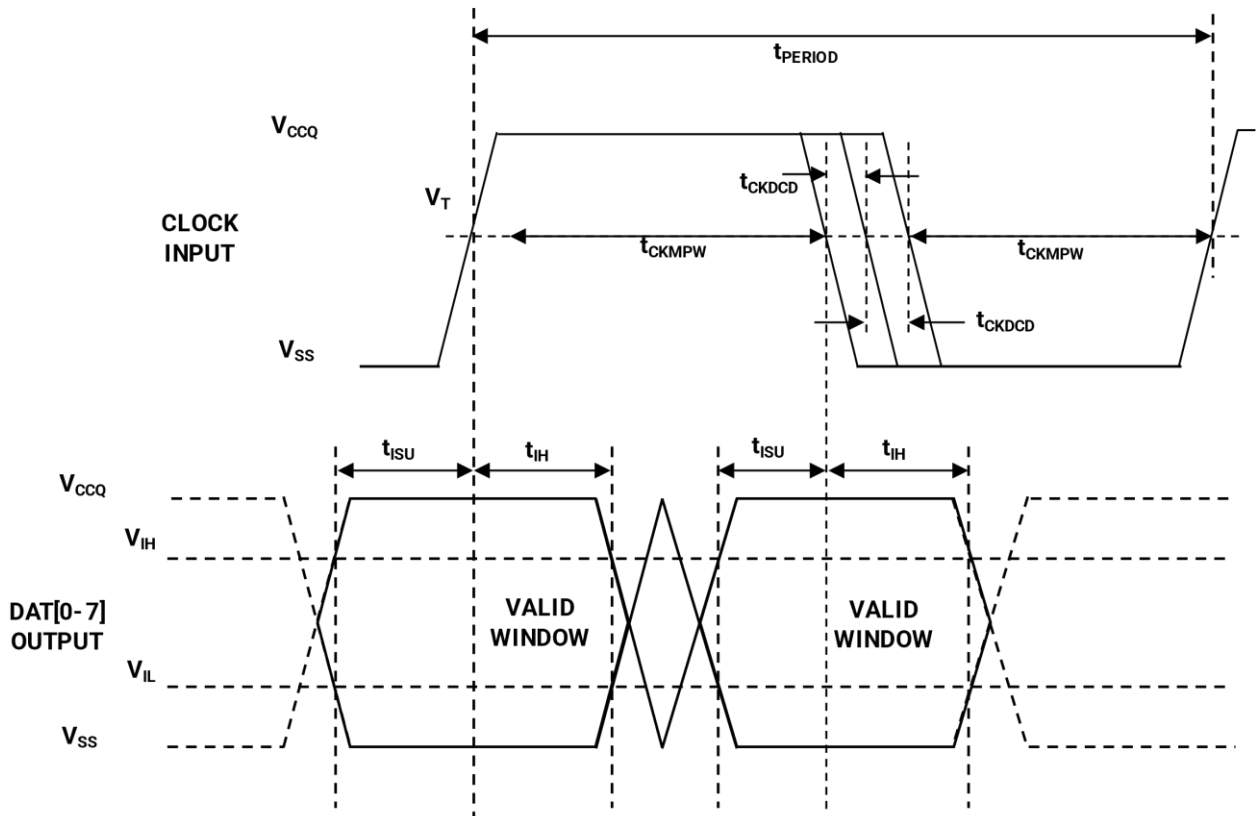 tPERIOD
VCCQ
tCKDCD
VT
CLOCK
INPUT
tCKMPW
tCKMPW
tCKDCD
VSS
tISU
tIH
tISU
tIH
VCCQ
VIH
DAT[0-7]
OUTPUT
VALID
WINDOW
VALID
WINDOW
VIL
VSS